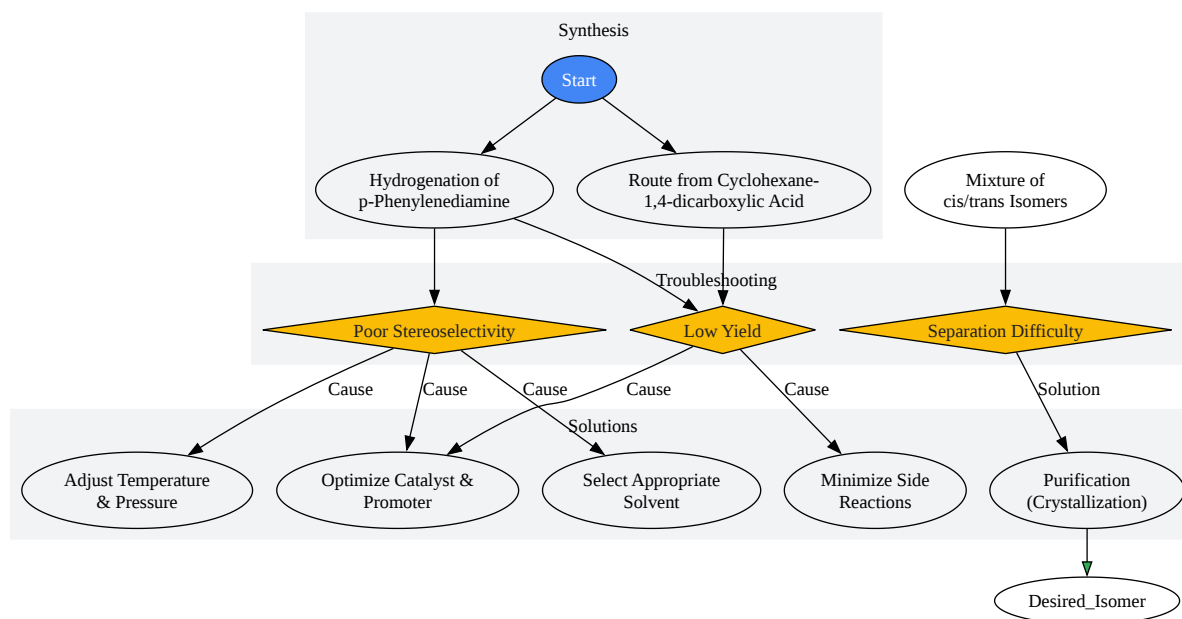 Synthesis
Start
Hydrogenation of
p-Phenylenediamine
Route from Cyclohexane-
1,4-dicarboxylic Acid
Mixture of
cis/trans Isomers
Troubleshooting
Poor Stereoselectivity
Low Yield
Separation Difficulty
Cause
Cause
Cause
Cause
Cause
Solution
Solutions
Adjust Temperature
& Pressure
Optimize Catalyst &
Promoter
Select Appropriate
Solvent
Minimize Side
Reactions
Purification
(Crystallization)
Desired_Isomer